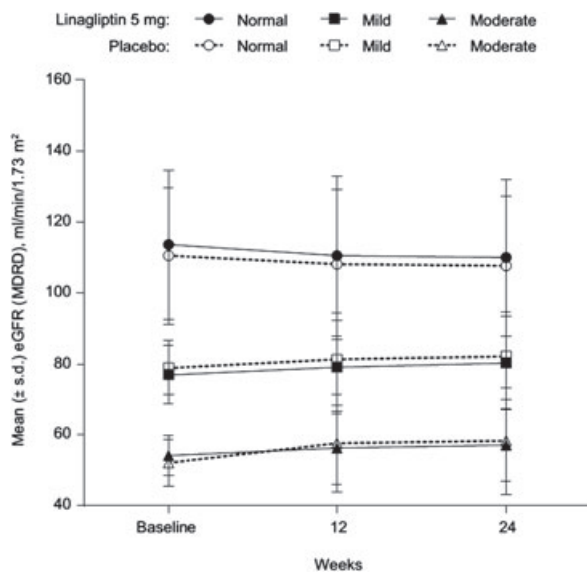 Linagliptin 5 mg: Normal Mild Moderate
Placebo: Normal Mild Moderate
160
140
120
100
80
60
40
Mean (± s.d.) eGFR (MDRD), ml/min/1.73 m²
Baseline 12 24
Weeks